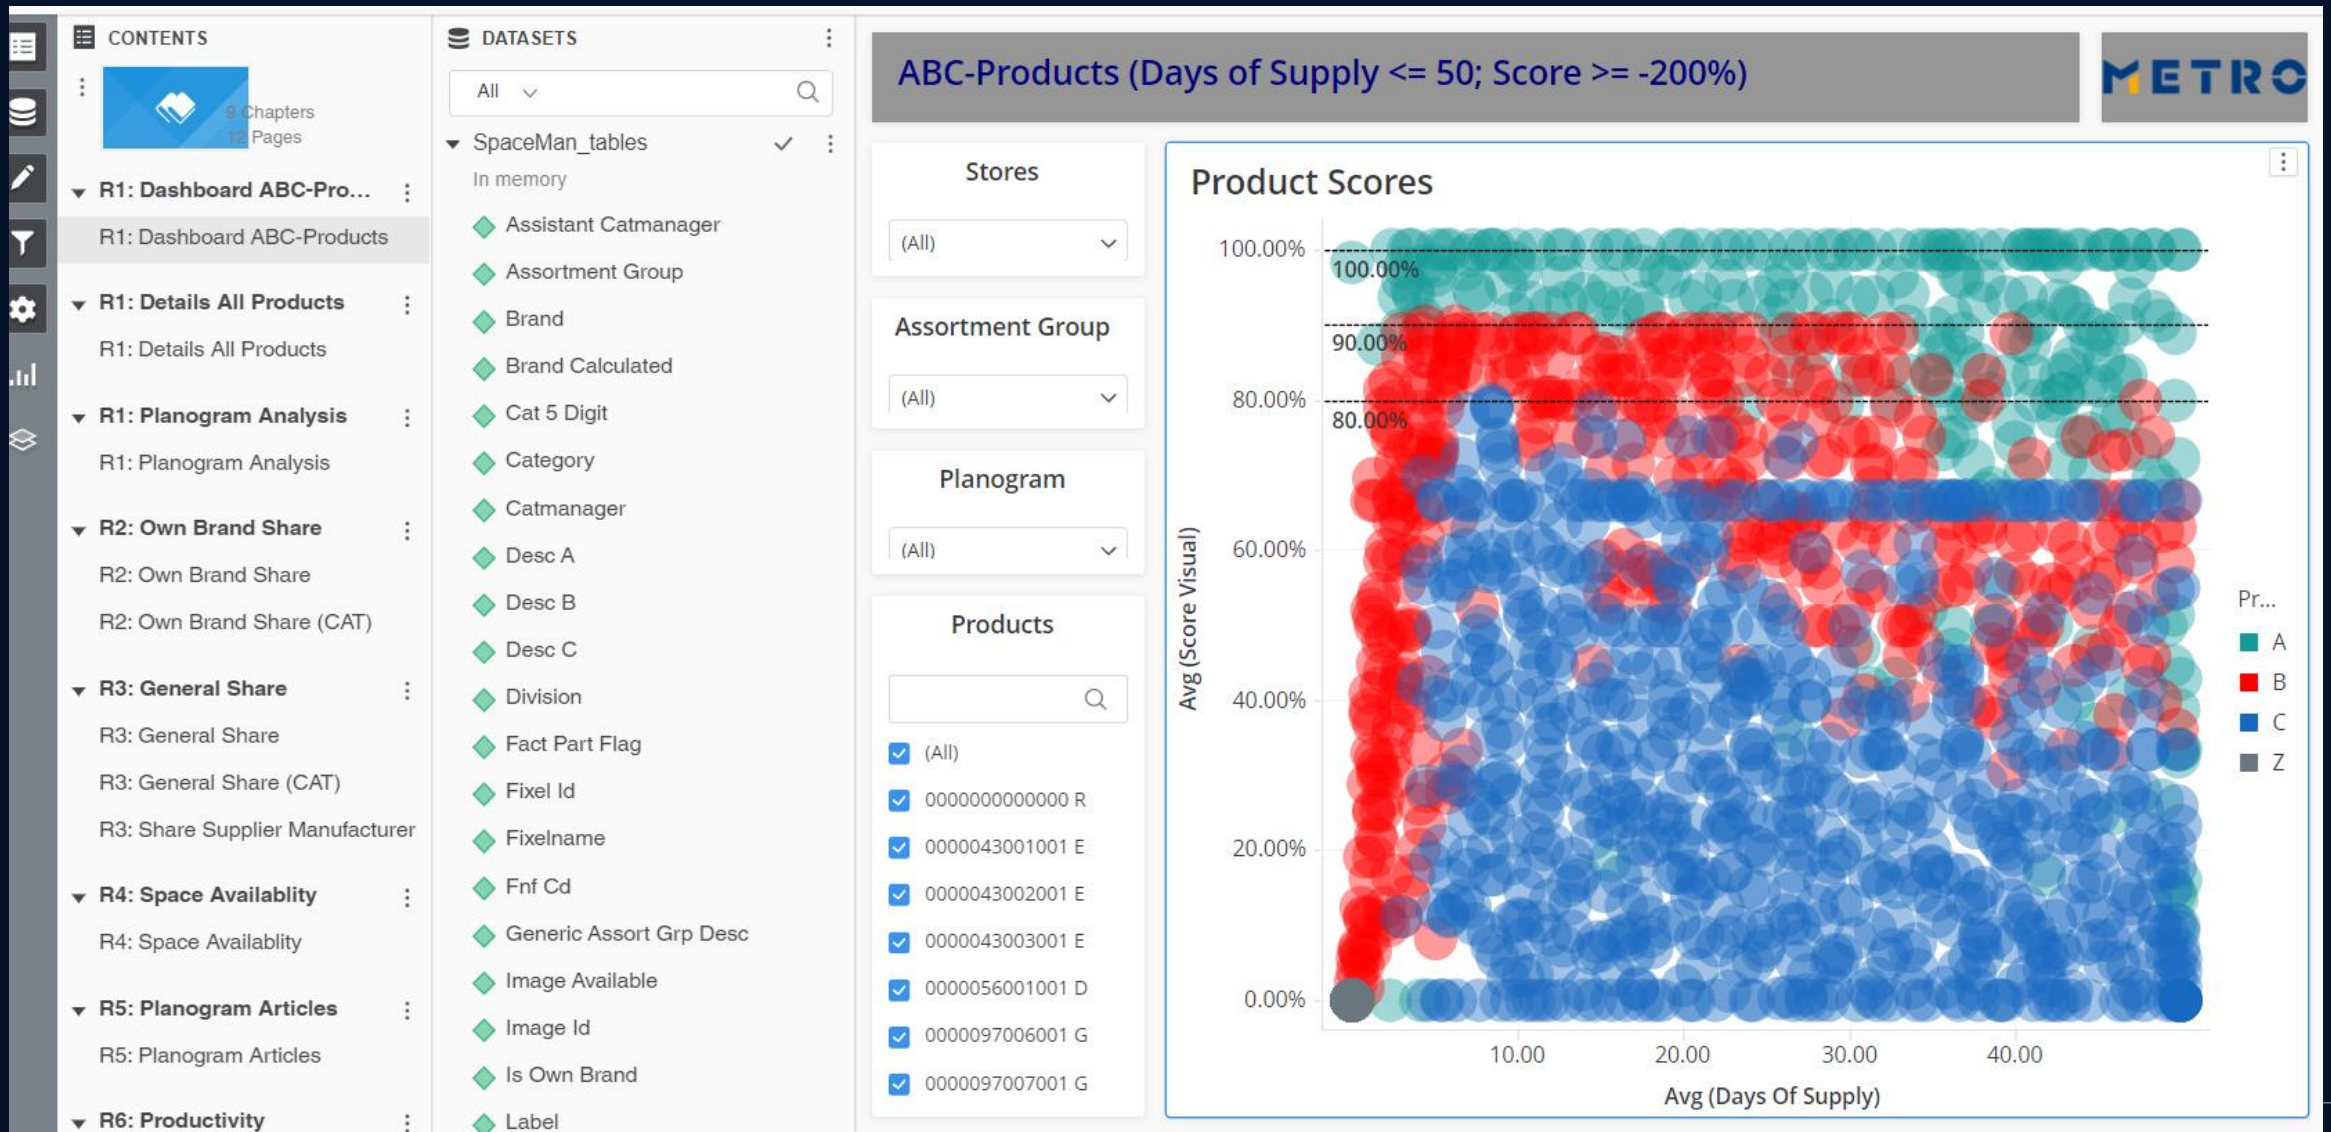 CONTENTS
9 Chapters
12 Pages
R1: Dashboard ABC-Pro...
R1: Dashboard ABC-Products
R1: Details All Products
R1: Details All Products
R1: Planogram Analysis
R1: Planogram Analysis
R2: Own Brand Share
R2: Own Brand Share
R2: Own Brand Share (CAT)
R3: General Share
R3: General Share
R3: General Share (CAT)
R3: Share Supplier Manufacturer
R4: Space Availablity
R4: Space Availablity
R5: Planogram Articles
R5: Planogram Articles
R6: Productivity
DATASETS
All
SpaceMan_tables
In memory
Assistant Catmanager
Assortment Group
Brand
Brand Calculated
Cat 5 Digit
Category
Catmanager
Desc A
Desc B
Desc C
Division
Fact Part Flag
Fixel Id
Fixelname
Fnf Cd
Generic Assort Grp Desc
Image Available
Image Id
Is Own Brand
Label
ABC-Products (Days of Supply <= 50; Score >= -200%)
METRO
Stores
(All)
Assortment Group
(All)
Planogram
(All)
Products
(All)
0000000000000 R
0000043001001 E
0000043002001 E
0000043003001 E
0000056001001 D
0000097006001 G
0000097007001 G
Product Scores
Avg (Score Visual)
100.00%
80.00%
60.00%
40.00%
20.00%
0.00%
100.00%
90.00%
80.00%
10.00
20.00
30.00
40.00
Avg (Days Of Supply)
Pr...
A
B
C
Z